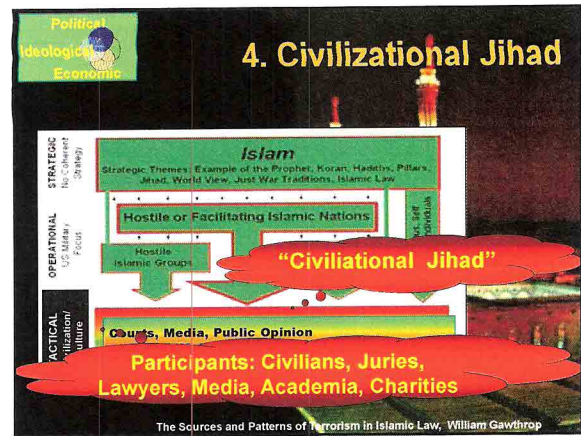 Political
Ideological
Economic
4. Civilizational Jihad
STRATEGIC
No Coherent
Strategy
Islam
Strategic Themes: Example of the Prophet, Koran, Hadiths, Pillars,
Jihad, World View, Just War Traditions, Islamic Law
OPERATIONAL
US Military
Focus
Hostile or Facilitating Islamic Nations
Hostile
Islamic Groups
Self
Individuals
“Civiliational Jihad”
TACTICAL
Courts, Media, Public Opinion
Participants: Civilians, Juries,
Lawyers, Media, Academia, Charities
The Sources and Patterns of Terrorism in Islamic Law, William Gawthrop